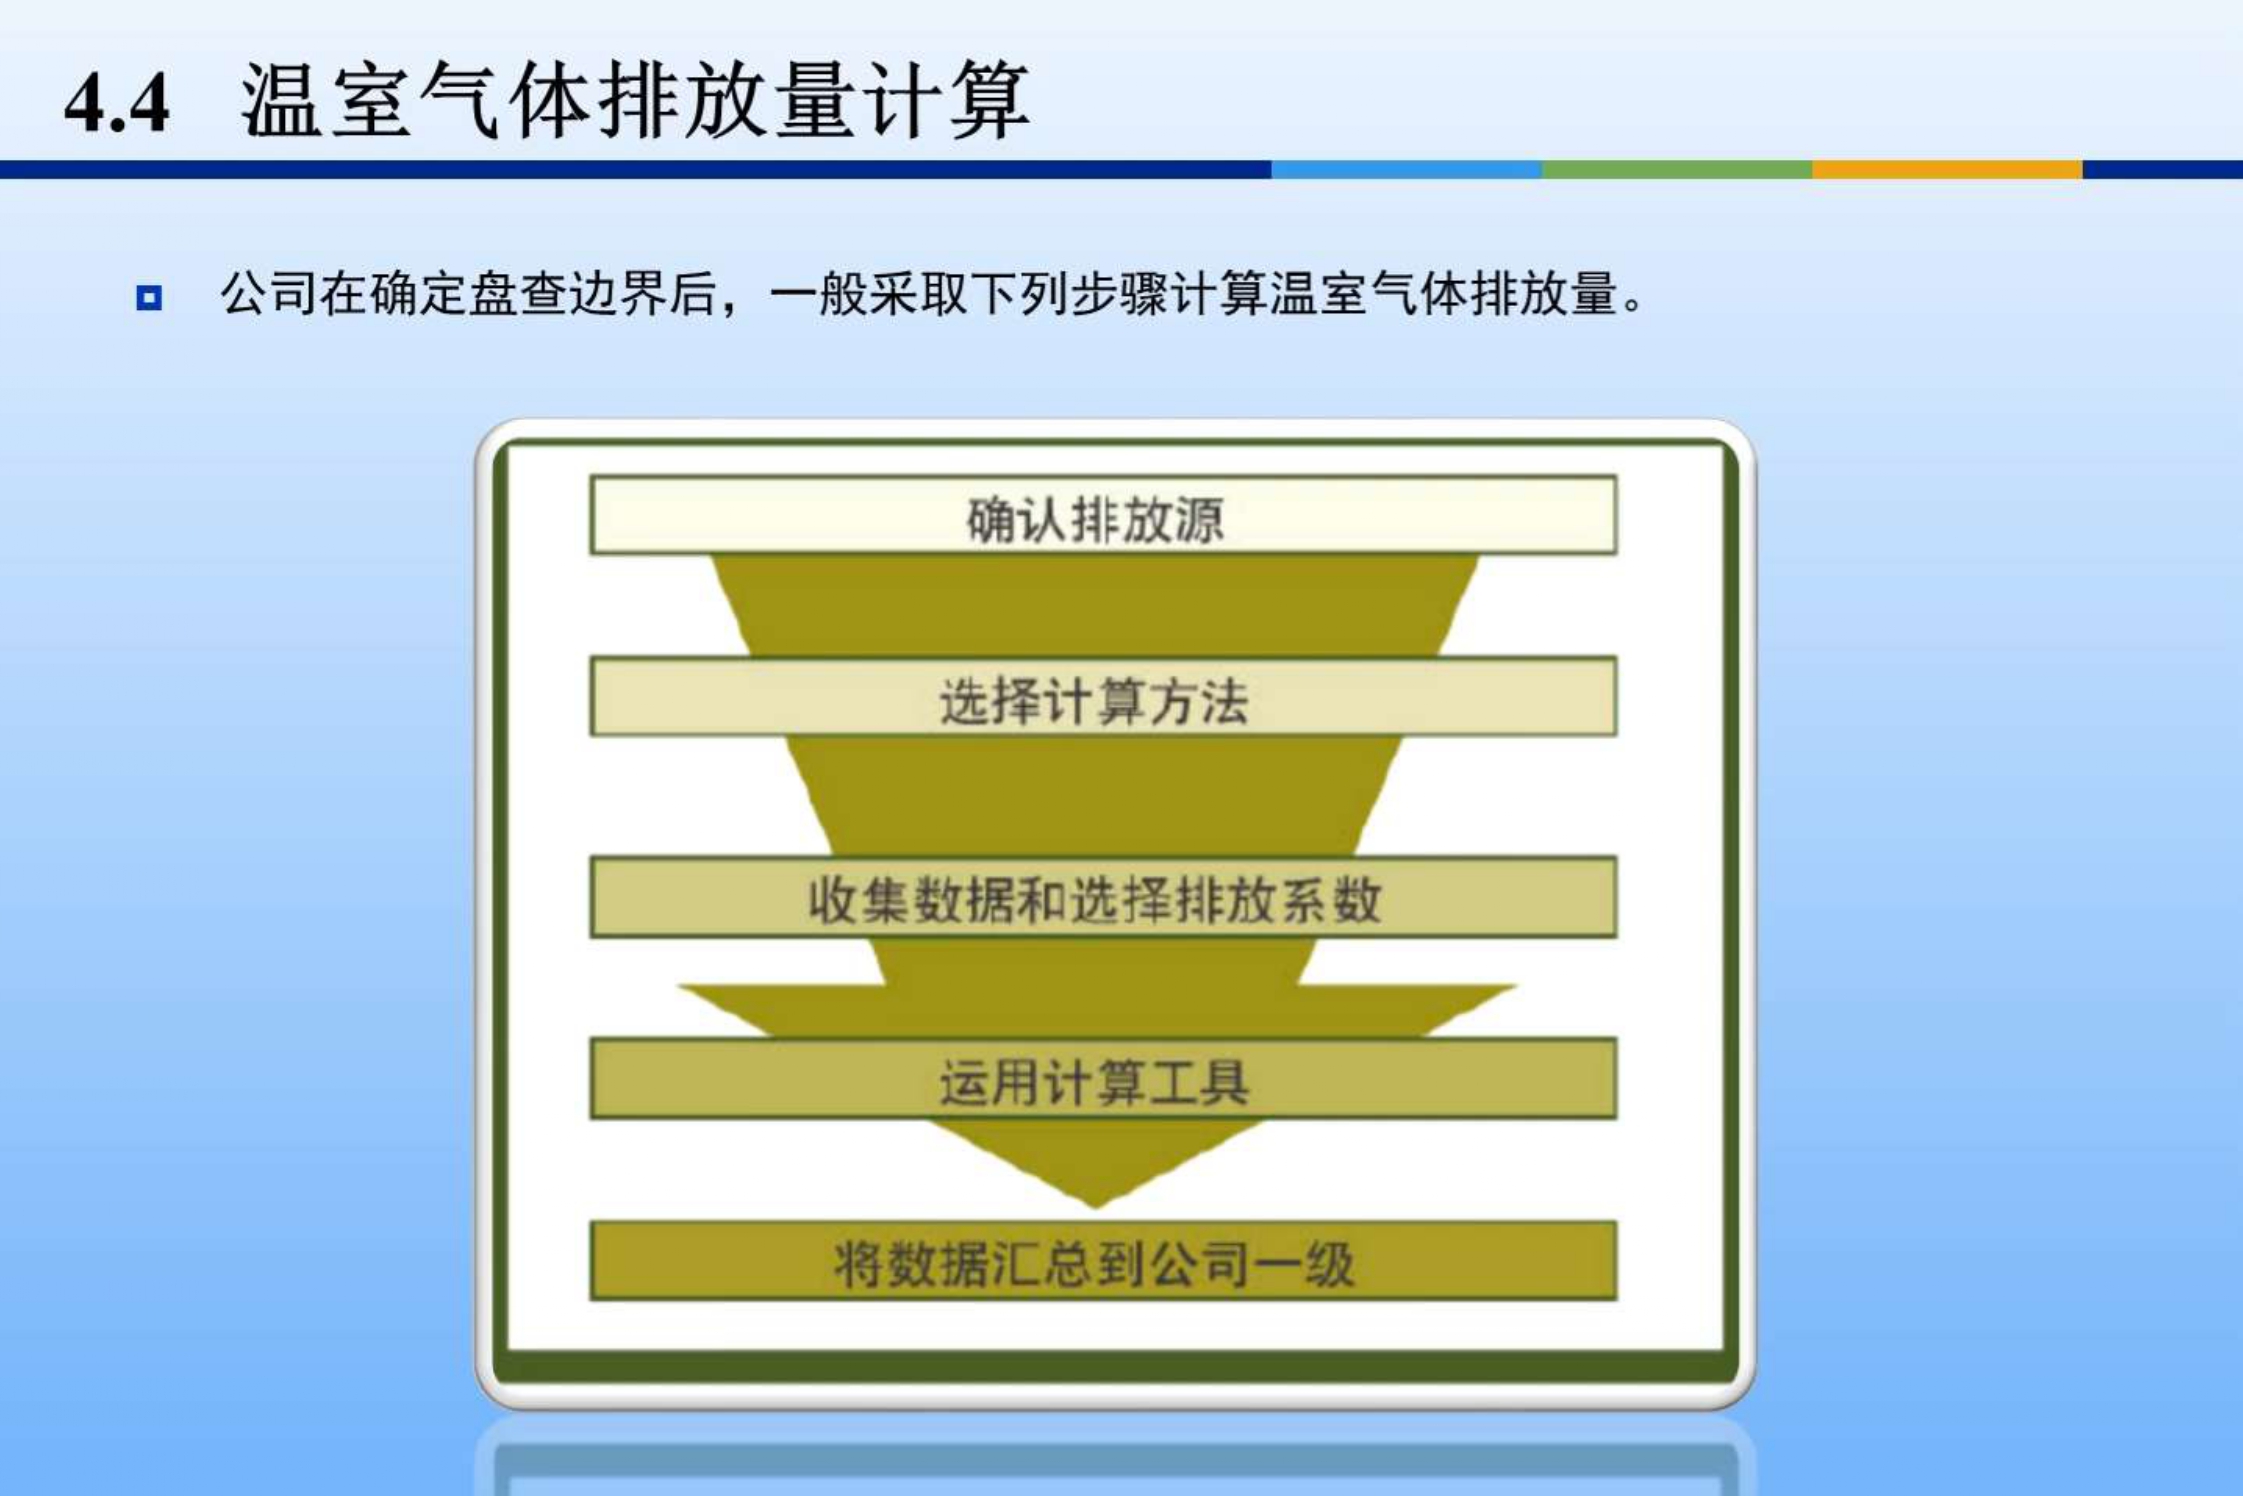 4.4 温室气体排放量计算
公司在确定盘查边界后，一般采取下列步骤计算温室气体排放量。
确认排放源
选择计算方法
收集数据和选择排放系数
运用计算工具
将数据汇总到公司一级